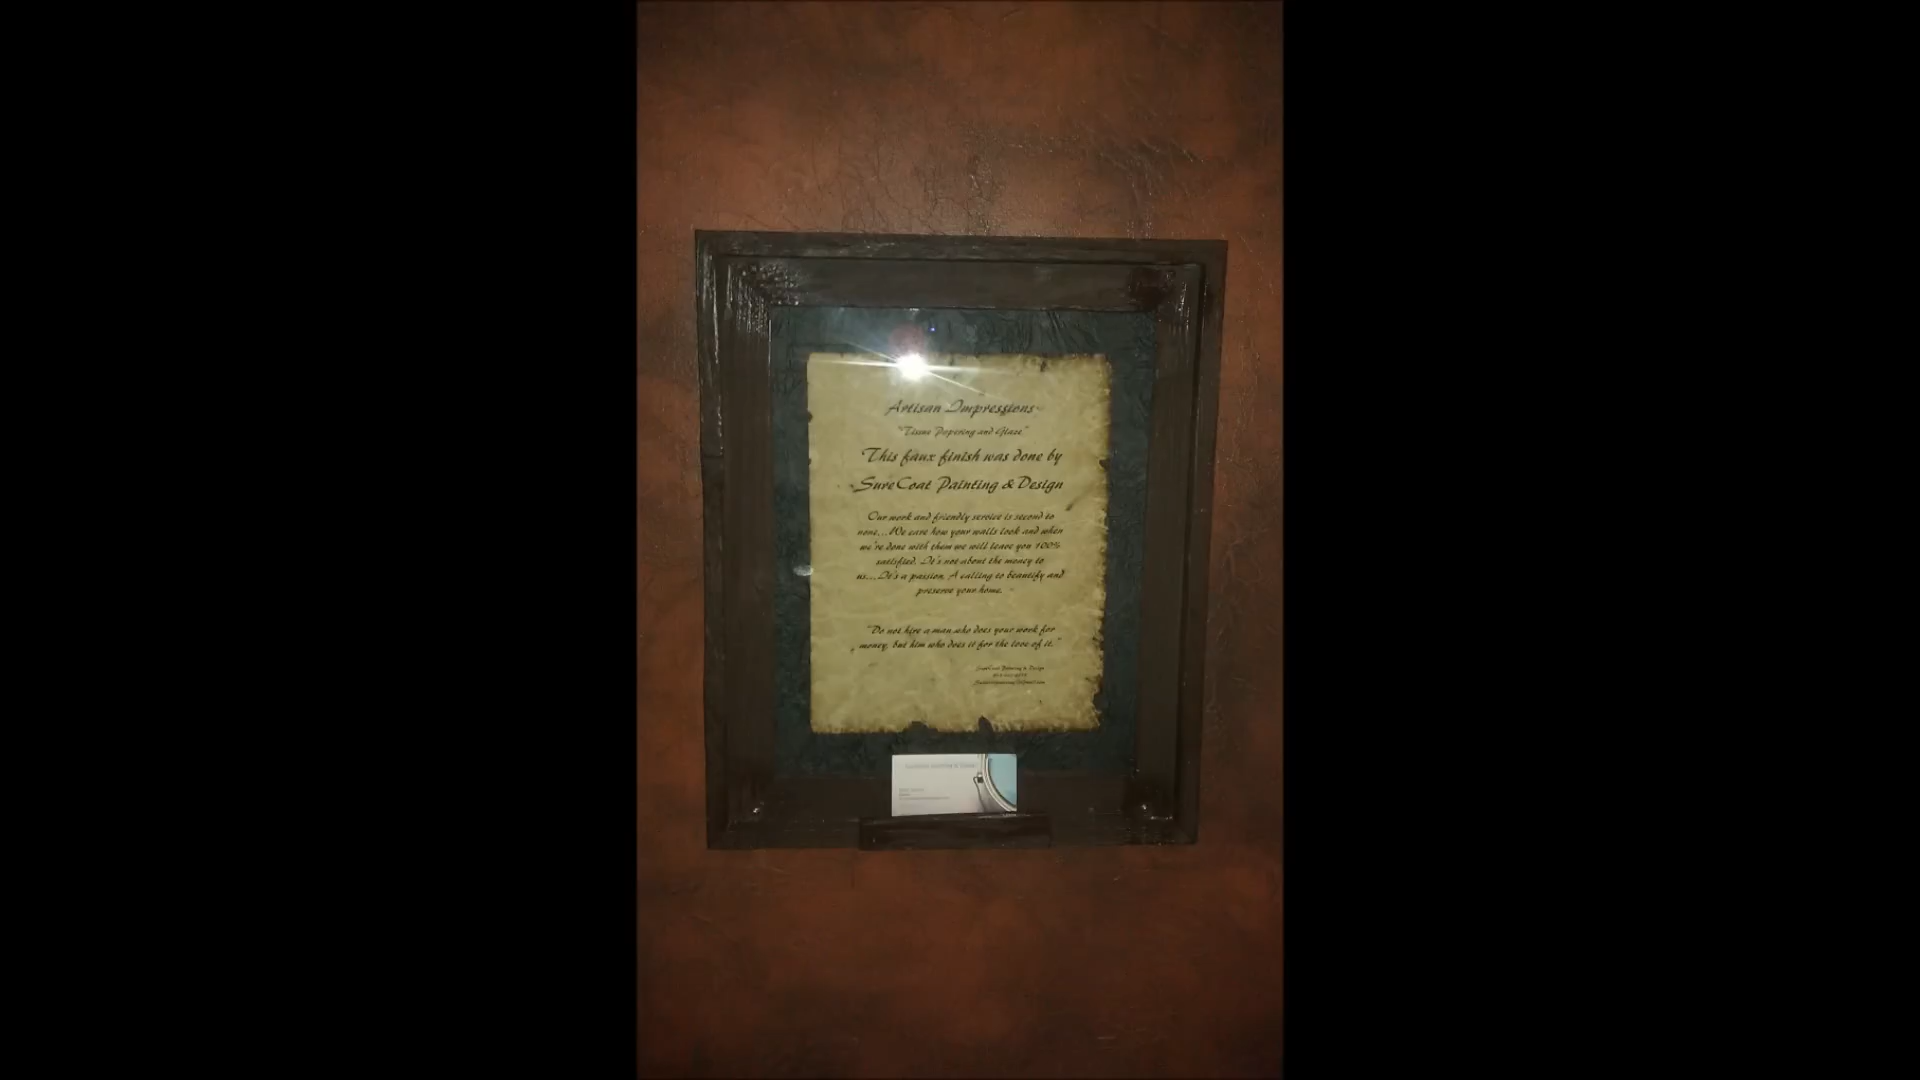 Artisan Impressions
"Tissue Papering and Glaze"
This faux finish was done by
SureCoat Painting & Design
Our work and friendly service is second to
none...We care how your walls look and when
we're done with them we will leave you 100%
satisfied. It's not about the money to
us...It's a passion. A calling to beautify and
preserve your home.
"Do not hire a man who does your work for
money, but him who does it for the love of it."
SureCoat Painting & Design